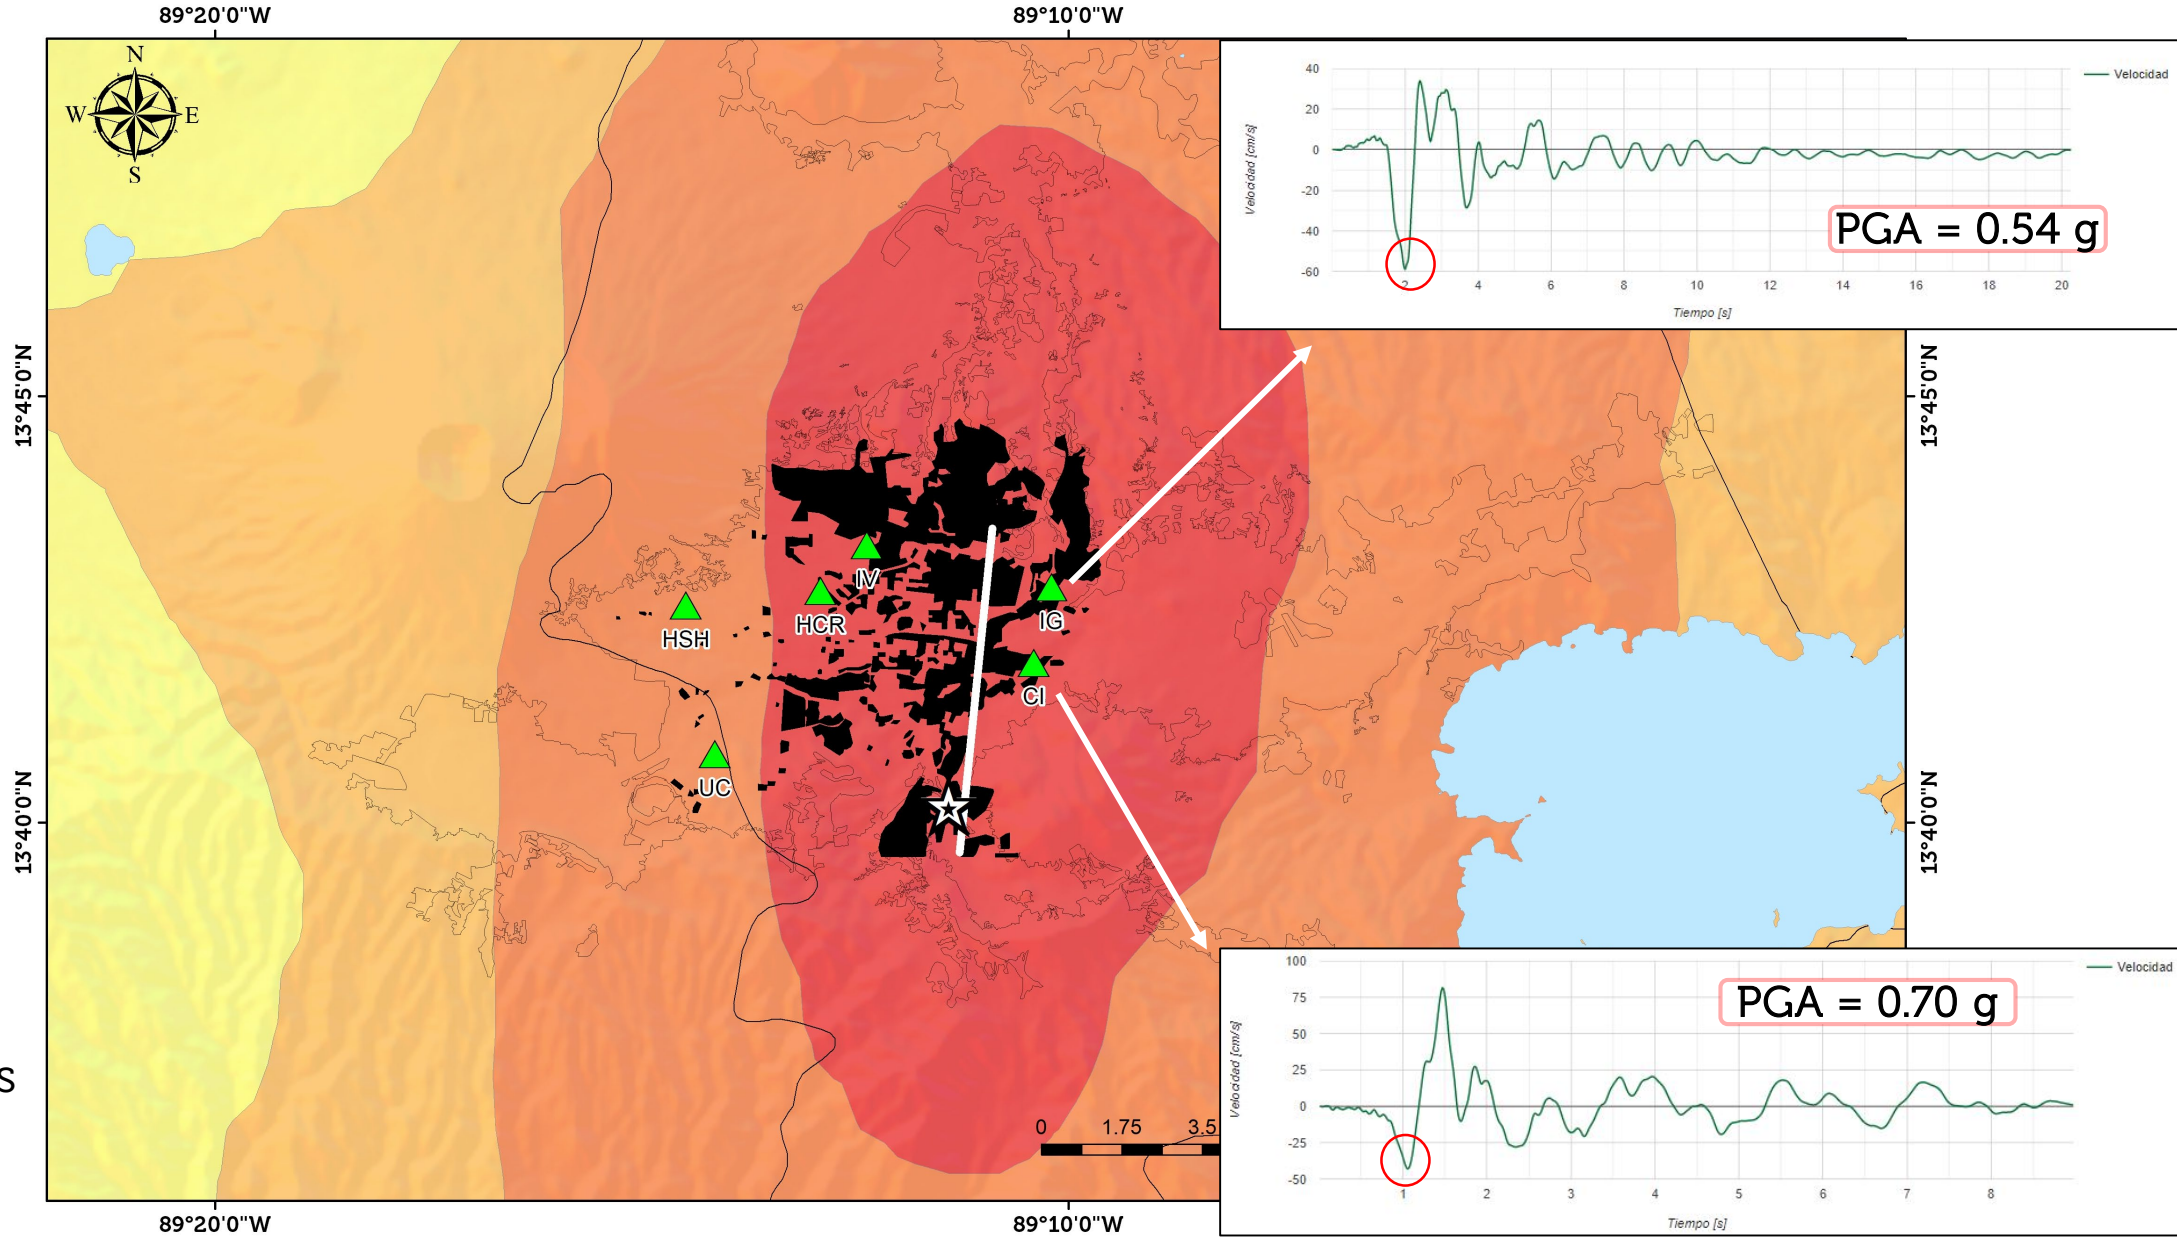 89°20'0"W
89°10'0"W
N
W
E
S
13°45'0"N
13°40'0"N
13°45'0"N
13°40'0"N
40
20
0
-20
-40
-60
Velocidad [cm/s]
2
4
6
8
10
12
14
16
18
20
Tiempo [s]
Velocidad
PGA = 0.54 g
IV
HCR
HSH
IG
CI
UC
S
0
1.75
3.5
100
75
50
25
0
-25
-50
Velocidad [cm/s]
1
2
3
4
5
6
7
8
Tiempo [s]
Velocidad
PGA = 0.70 g
89°20'0"W
89°10'0"W